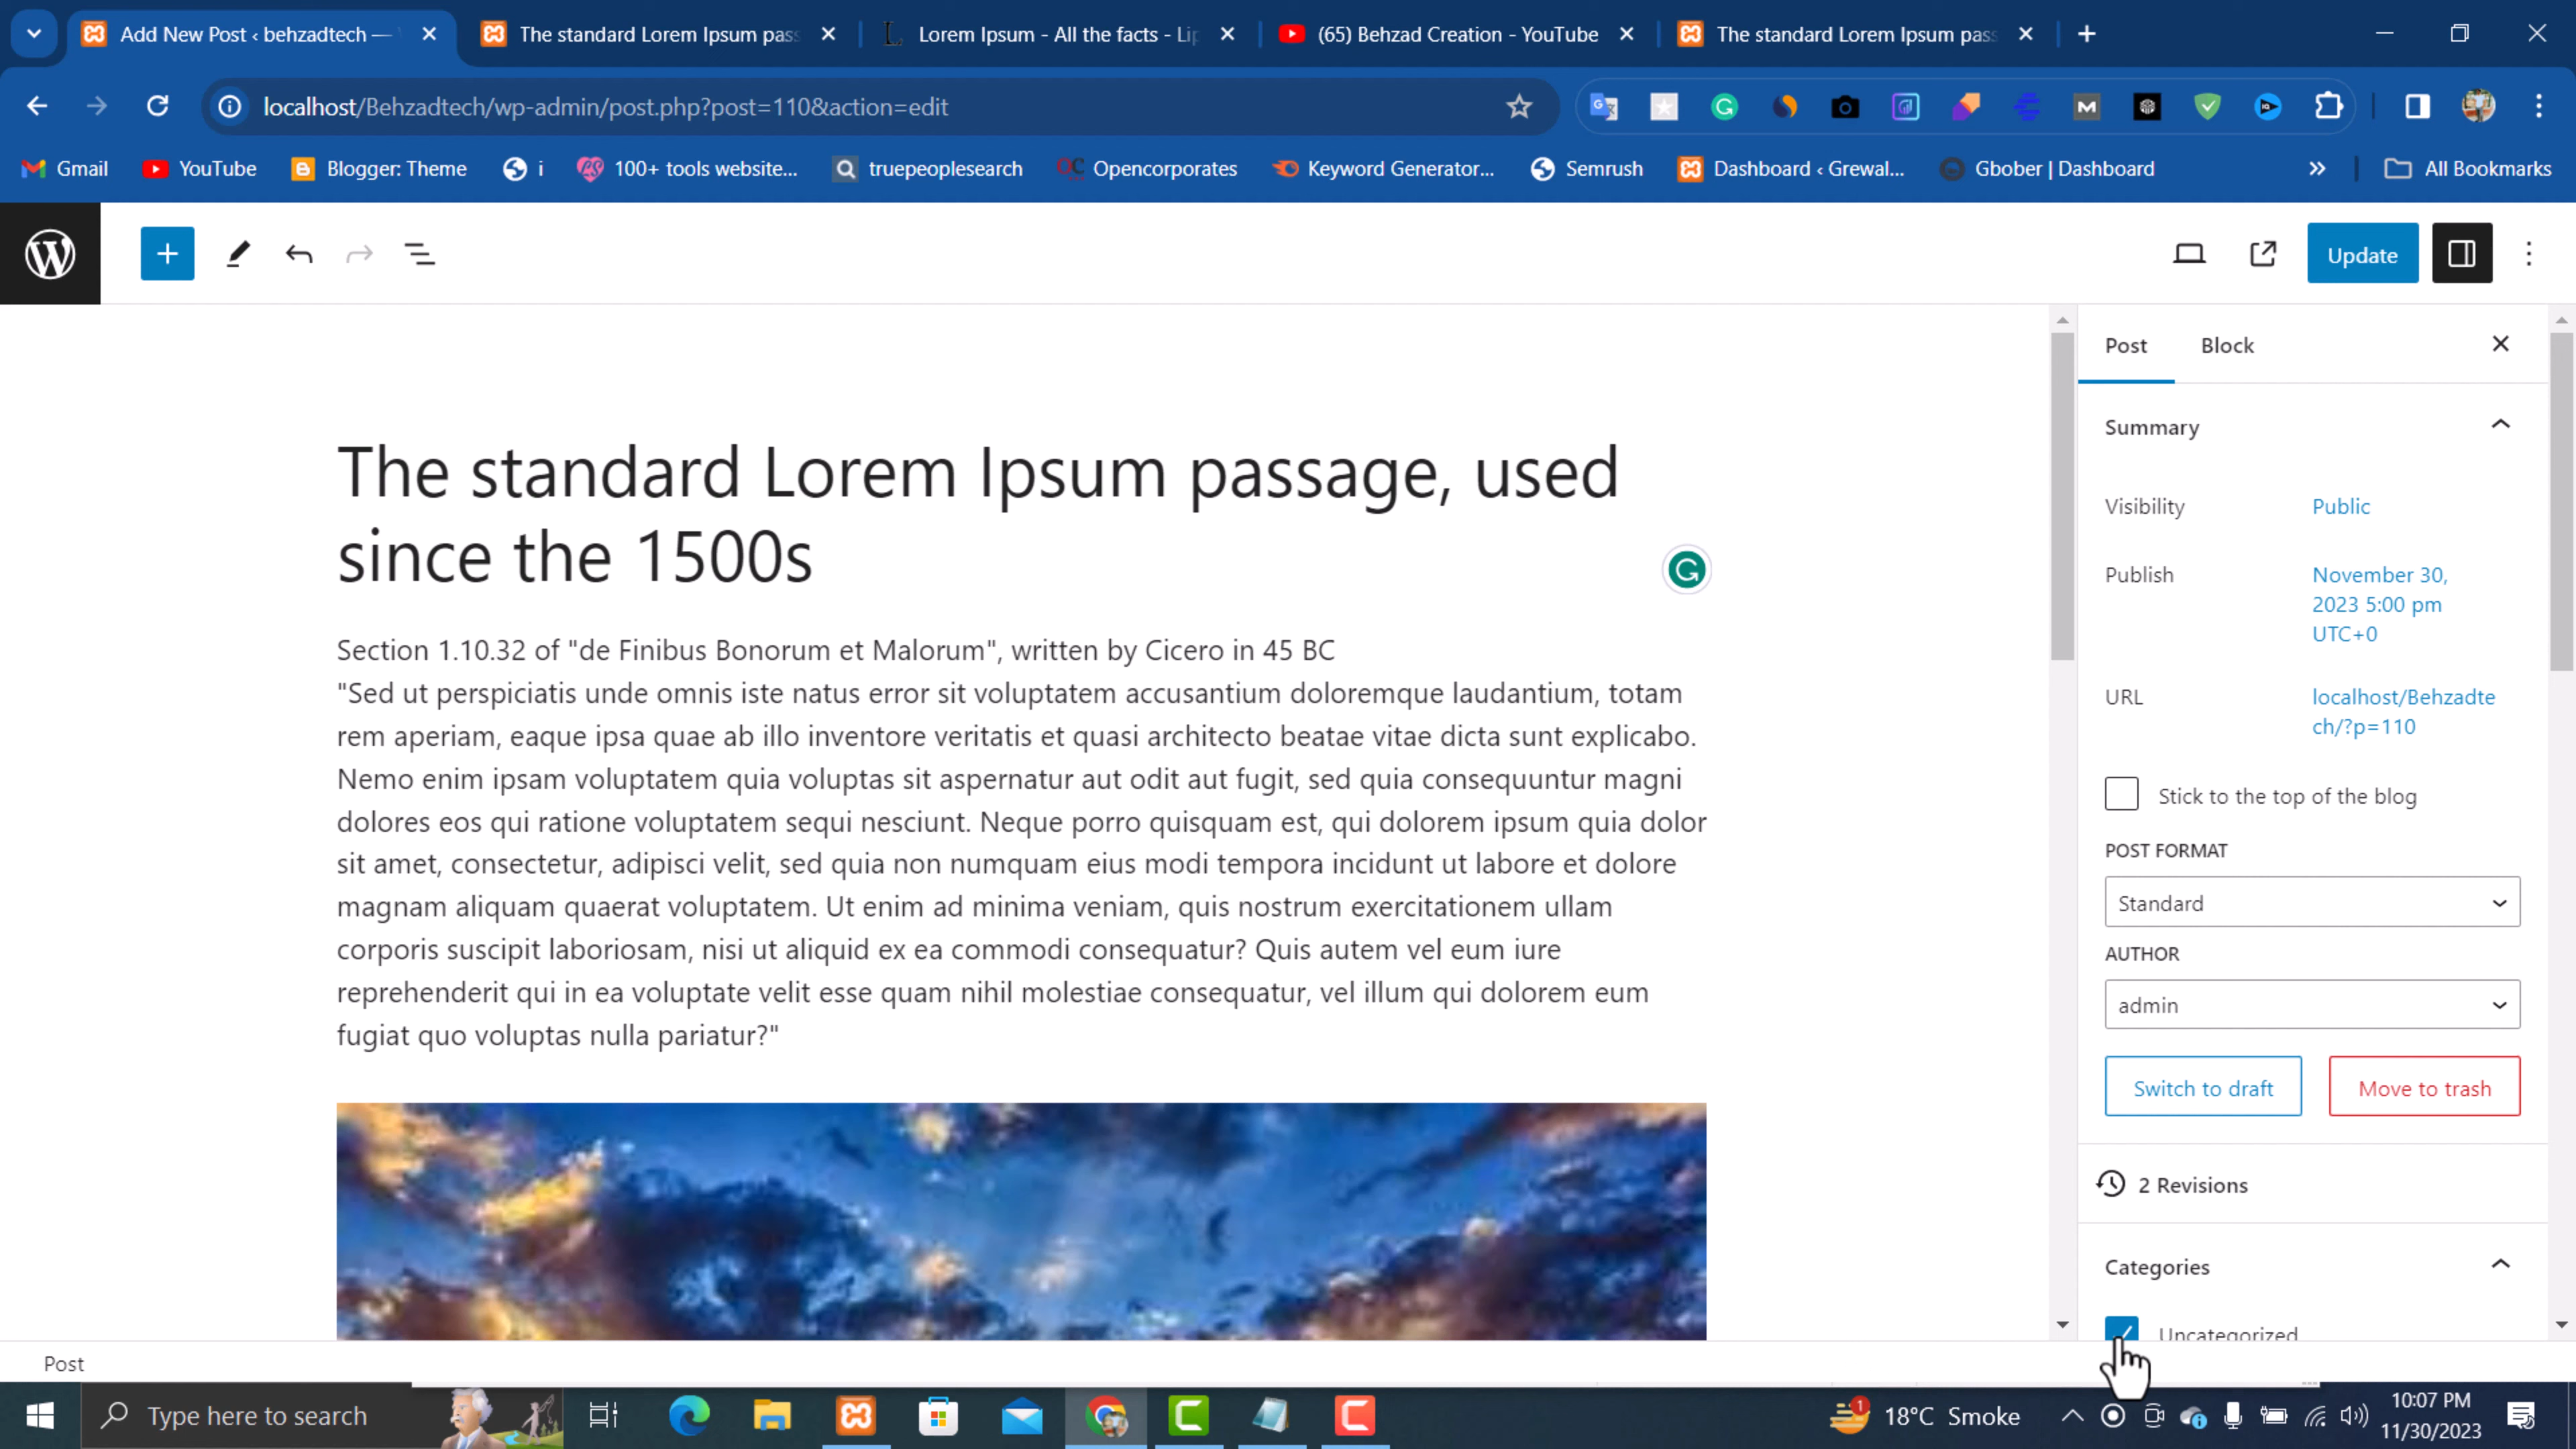 Add New Post ‹ behzadtech —
The standard Lorem Ipsum pas
Lorem Ipsum - All the facts - Lip
(65) Behzad Creation - YouTube
The standard Lorem Ipsum pas
localhost/Behzadtech/wp-admin/post.php?post=110&action=edit
Gmail
YouTube
Blogger: Theme
i
100+ tools website...
truepeoplesearch
Opencorporates
Keyword Generator...
Semrush
Dashboard ‹ Grewal...
Gbober | Dashboard
All Bookmarks
Update
Post
Block
The standard Lorem Ipsum passage, used
since the 1500s
Section 1.10.32 of "de Finibus Bonorum et Malorum", written by Cicero in 45 BC
"Sed ut perspiciatis unde omnis iste natus error sit voluptatem accusantium doloremque laudantium, totam
rem aperiam, eaque ipsa quae ab illo inventore veritatis et quasi architecto beatae vitae dicta sunt explicabo.
Nemo enim ipsam voluptatem quia voluptas sit aspernatur aut odit aut fugit, sed quia consequuntur magni
dolores eos qui ratione voluptatem sequi nesciunt. Neque porro quisquam est, qui dolorem ipsum quia dolor
sit amet, consectetur, adipisci velit, sed quia non numquam eius modi tempora incidunt ut labore et dolore
magnam aliquam quaerat voluptatem. Ut enim ad minima veniam, quis nostrum exercitationem ullam
corporis suscipit laboriosam, nisi ut aliquid ex ea commodi consequatur? Quis autem vel eum iure
reprehenderit qui in ea voluptate velit esse quam nihil molestiae consequatur, vel illum qui dolorem eum
fugiat quo voluptas nulla pariatur?"
Summary
Visibility
Public
Publish
November 30,
2023 5:00 pm
UTC+0
URL
localhost/Behzadte
ch/?p=110
Stick to the top of the blog
POST FORMAT
Standard
AUTHOR
admin
Switch to draft
Move to trash
2 Revisions
Categories
Uncategorized
Post
Type here to search
1
18°C Smoke
10:07 PM
11/30/2023